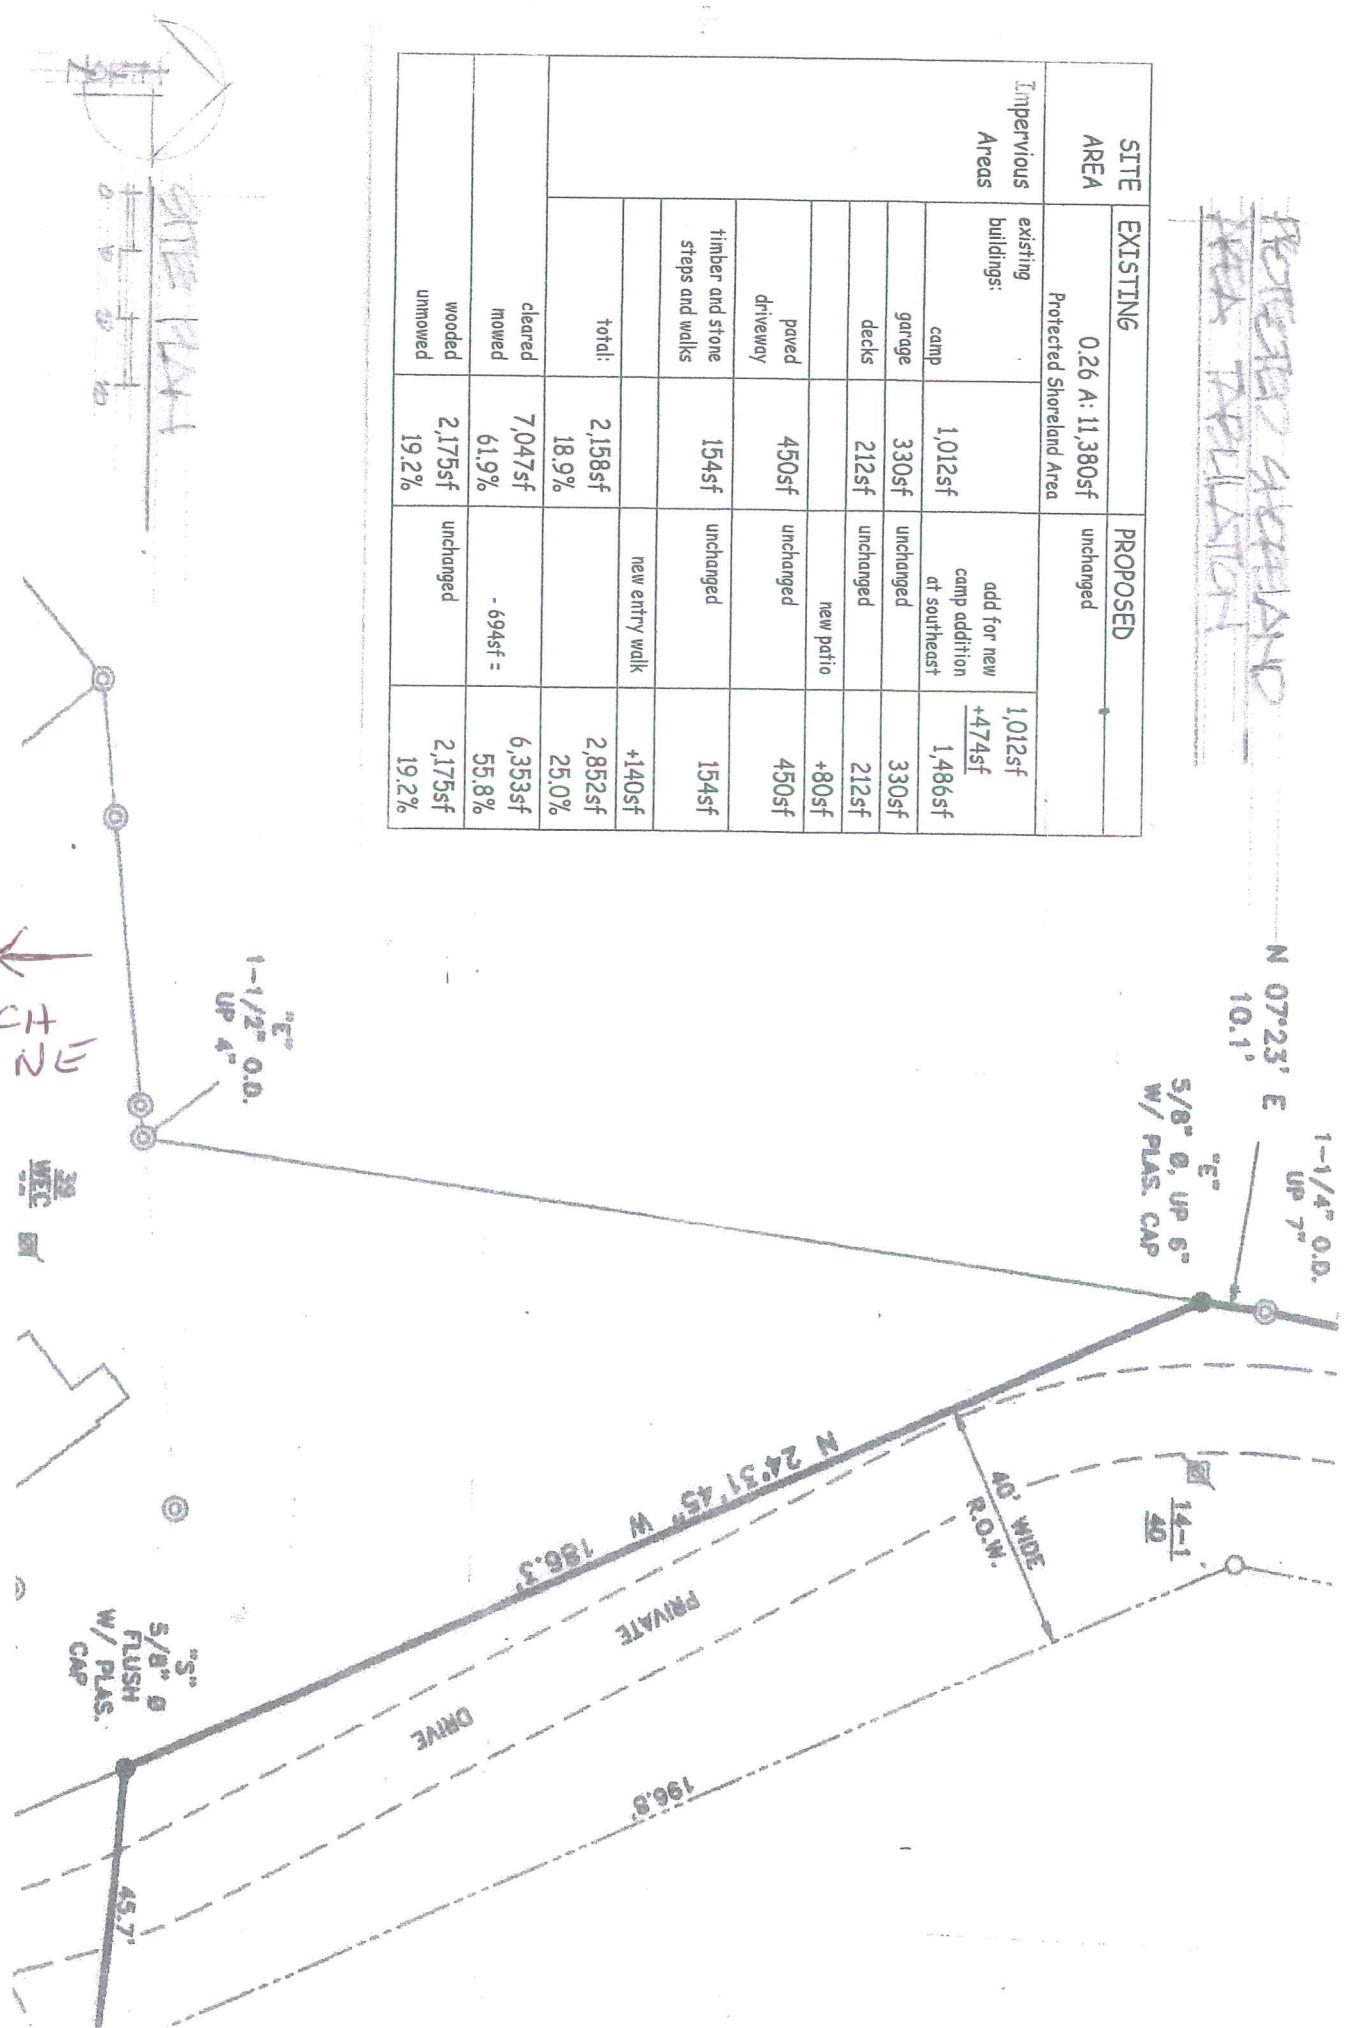 PROTECTED SHORELAND
AREA TABULATION
SITE EXISTING PROPOSED
AREA 0.26 A: 11,380sf unchanged
Protected Shoreland Area
Impervious
Areas
existing
buildings:
camp 1,012sf
add for new
camp addition
at southeast
1,012sf
+474sf
1,486sf
garage 330sf unchanged 330sf
decks 212sf unchanged 212sf
new patio +80sf
paved
driveway
450sf unchanged 450sf
timber and stone
steps and walks
154sf unchanged 154sf
new entry walk +140sf
total: 2,158sf 2,852sf
18.9% 25.0%
cleared
mowed
7,047sf
61.9%
- 694sf =
6,353sf
55.8%
wooded
unmowed
2,175sf
19.2%
unchanged
2,175sf
19.2%
SITE PLAN
N 07°23' E
10.1'
1-1/4" O.D.
UP 7"
"E"
5/8" Ø, UP 6"
W/ PLAS. CAP
14-1
40
40' WIDE
R.O.W.
N 24°31'45" W
186.3'
PRIVATE
DRIVE
196.8'
"E"
1-1/2" O.D.
UP 4"
NE
39
WEC
"S"
5/8" Ø
FLUSH
W/ PLAS.
CAP
45.7'